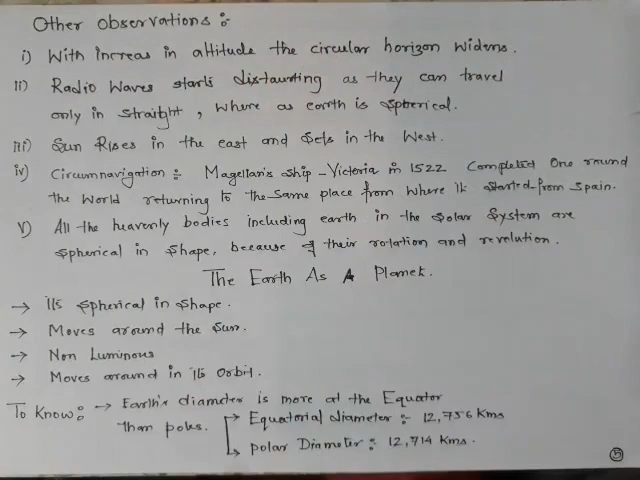 Other observations :-
i) With increas in altitude the circular horizon widens.
ii) Radio Waves starts distaurting as they can travel
only in straight, where as earth is spherical.
iii) Sun Rises in the east and sets in the West.
iv) Circumnavigation :- Magellan's ship - Victoria in 1522 Completed One round
the World returning to the same place from where it started from Spain.
v) All the heavenly bodies including earth in the solar system are
spherical in shape, because of their rotation and revolution.
The Earth As A Planet.
→ Its spherical in shape.
→ Moves around the Sun.
→ Non Luminous
→ Moves around in its Orbit.
To Know :- → Earth's diameter is more at the Equator
than poles. → Equatorial diameter :- 12,756 Kms
→ polar Diameter :- 12,714 Kms.
5